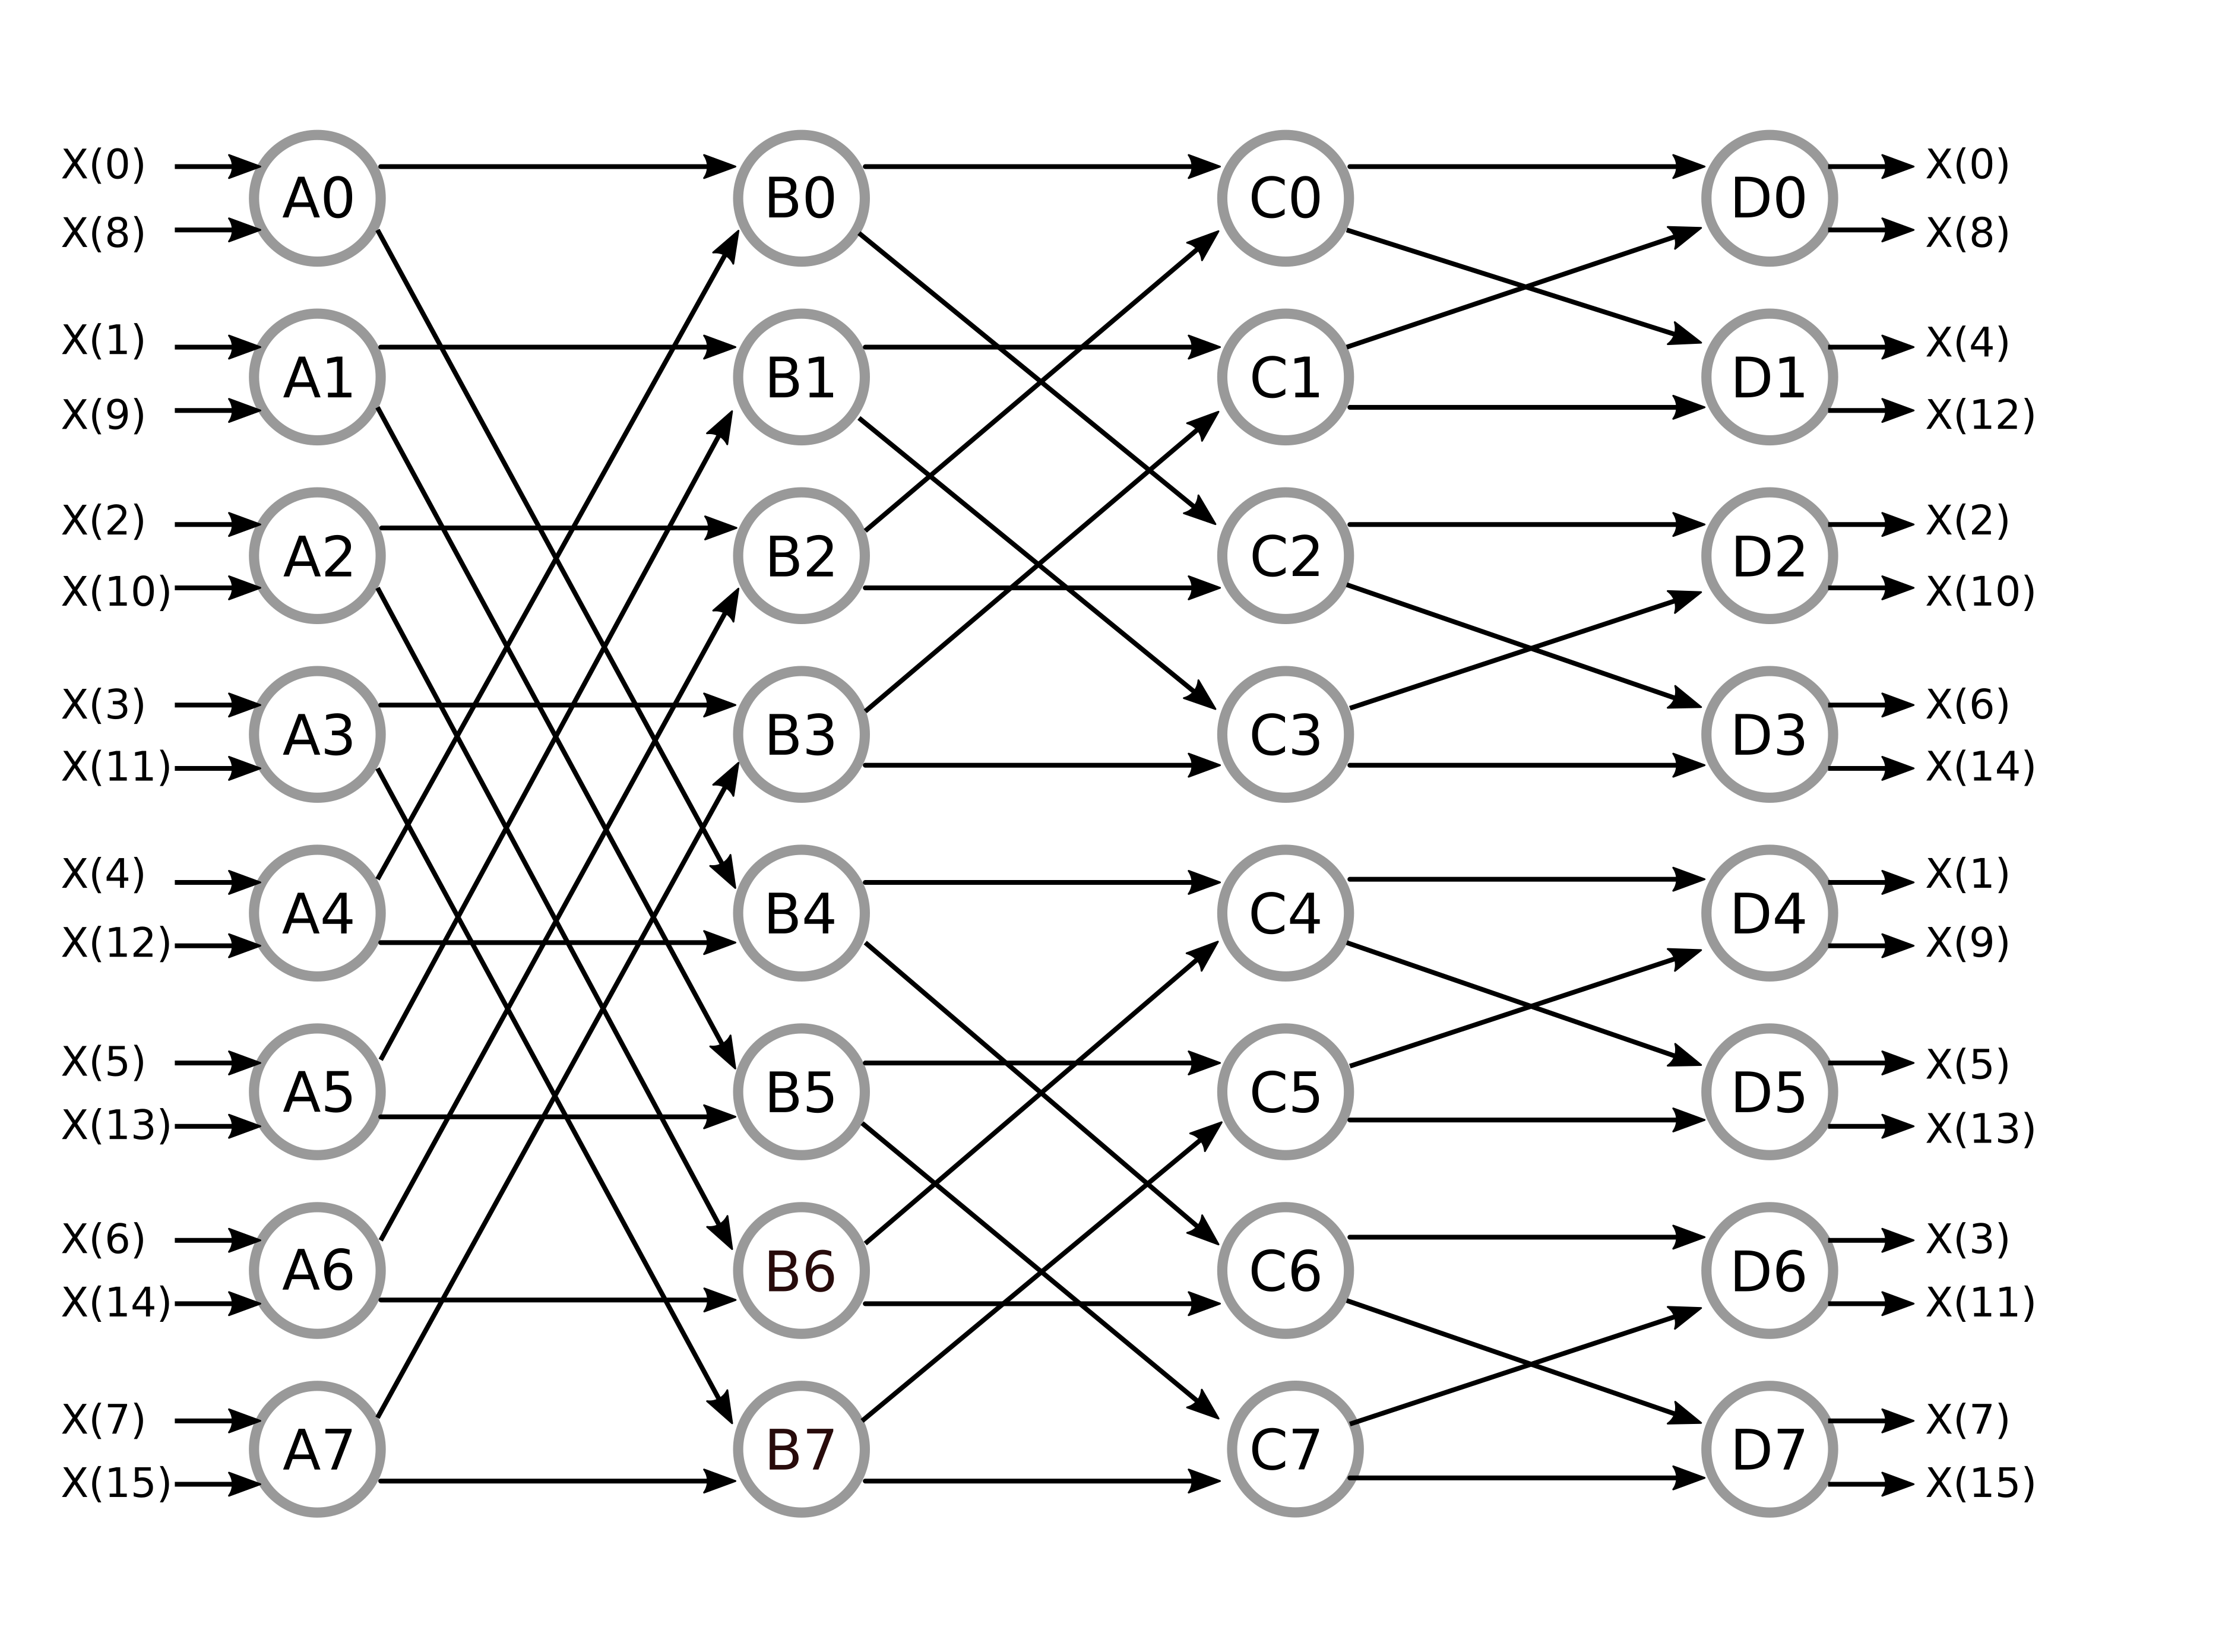 X(0)
X(8)
A0
B0
C0
D0
X(0)
X(8)
X(1)
X(9)
A1
B1
C1
D1
X(4)
X(12)
X(2)
X(10)
A2
B2
C2
D2
X(2)
X(10)
X(3)
X(11)
A3
B3
C3
D3
X(6)
X(14)
X(4)
X(12)
A4
B4
C4
D4
X(1)
X(9)
X(5)
X(13)
A5
B5
C5
D5
X(5)
X(13)
X(6)
X(14)
A6
B6
C6
D6
X(3)
X(11)
X(7)
X(15)
A7
B7
C7
D7
X(7)
X(15)